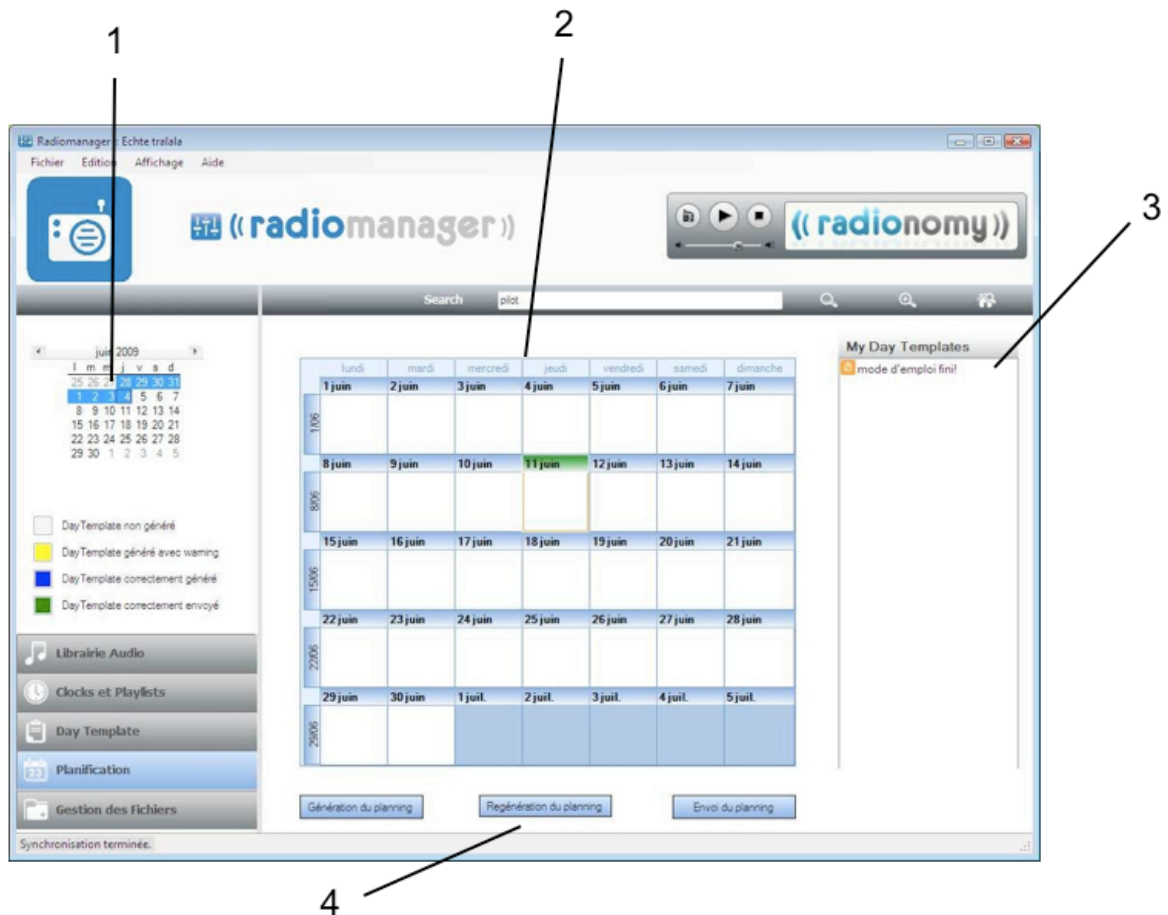 1
2
3
4
Radiomanager : Echte tralala
Fichier Edition Affichage Aide
((radiomanager))
((radionomy))
Search pilot
juin 2009
l m m j v s d
25 26 2 28 29 30 31
1 2 3 4 5 6 7
8 9 10 11 12 13 14
15 16 17 18 19 20 21
22 23 24 25 26 27 28
29 30 1 2 3 4 5
DayTemplate non généré
DayTemplate généré avec warning
DayTemplate correctement généré
DayTemplate correctement envoyé
Librairie Audio
Clocks et Playlists
Day Template
23
Planification
Gestion des Fichiers
lundi mardi mercredi jeudi vendredi samedi dimanche
1 juin 2 juin 3 juin 4 juin 5 juin 6 juin 7 juin
1/06
8 juin 9 juin 10 juin 11 juin 12 juin 13 juin 14 juin
8/06
15 juin 16 juin 17 juin 18 juin 19 juin 20 juin 21 juin
15/06
22 juin 23 juin 24 juin 25 juin 26 juin 27 juin 28 juin
22/06
29 juin 30 juin 1 juil. 2 juil. 3 juil. 4 juil. 5 juil.
29/06
My Day Templates
mode d'emploi fini!
Génération du planning
Regénération du planning
Envoi du planning
Synchronisation terminée.